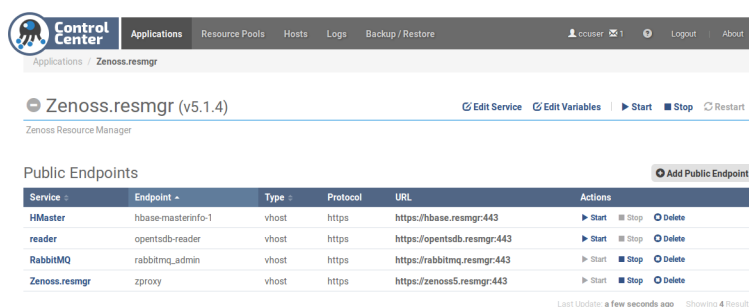 Control Center Applications Resource Pools Hosts Logs Backup / Restore ccuser 1 Logout About
Applications / Zenoss.resmgr
Zenoss.resmgr (v5.1.4) Edit Service Edit Variables Start Stop Restart
Zenoss Resource Manager
Public Endpoints Add Public Endpoint
Service Endpoint Type Protocol URL Actions
HMaster hbase-masterinfo-1 vhost https https://hbase.resmgr:443 Start Stop Delete
reader opentsdb-reader vhost https https://opentsdb.resmgr:443 Start Stop Delete
RabbitMQ rabbitmq_admin vhost https https://rabbitmq.resmgr:443 Start Stop Delete
Zenoss.resmgr zproxy vhost https https://zenoss5.resmgr:443 Start Stop Delete
Last Update: a few seconds ago Showing 4 Result